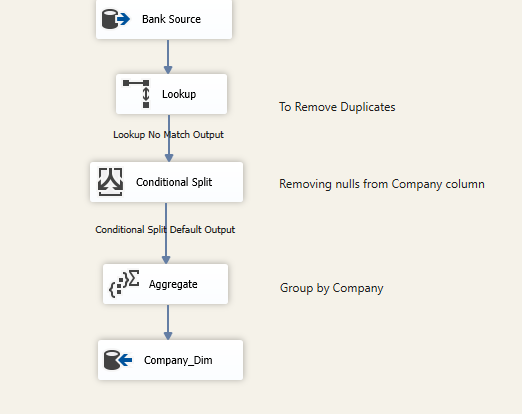 Bank Source
Lookup
To Remove Duplicates
Lookup No Match Output
Conditional Split
Removing nulls from Company column
Conditional Split Default Output
Aggregate
Group by Company
Company_Dim